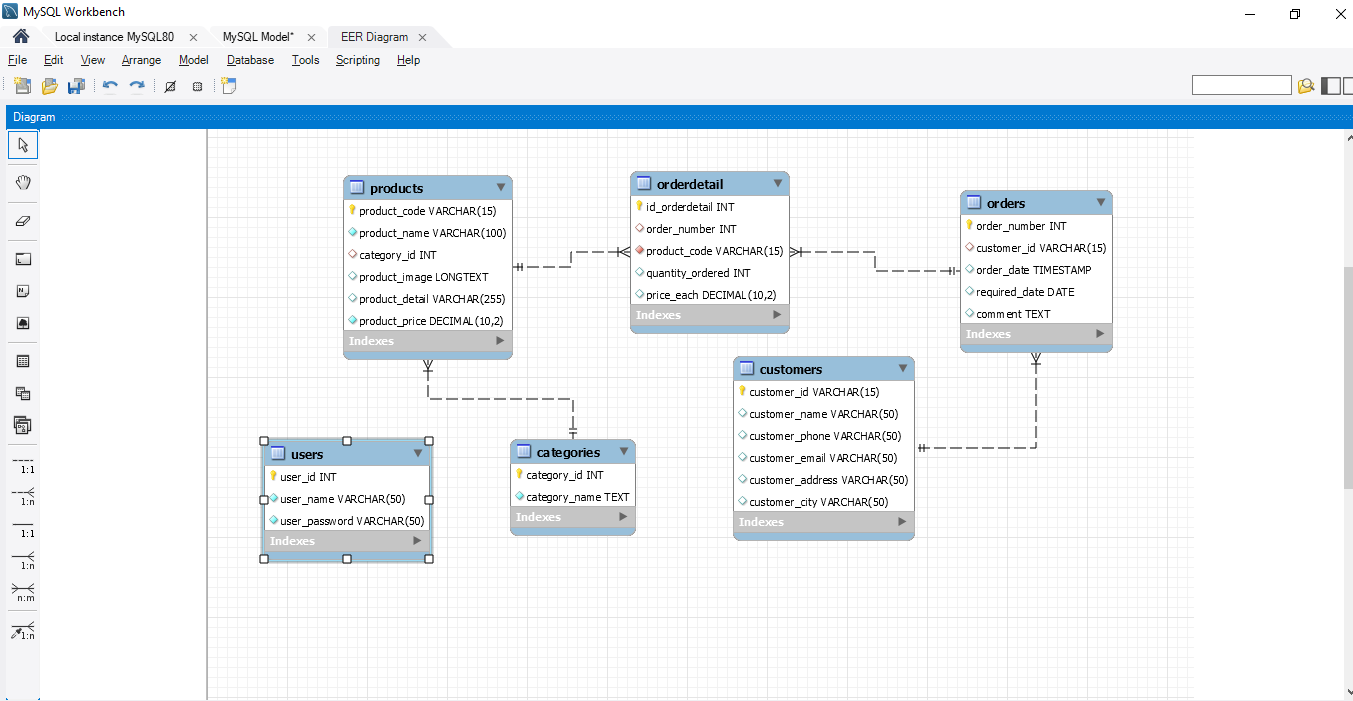 MySQL Workbench
Local instance MySQL80
MySQL Model*
EER Diagram
File Edit View Arrange Model Database Tools Scripting Help
Diagram
products
product_code VARCHAR(15)
product_name VARCHAR(100)
category_id INT
product_image LONGTEXT
product_detail VARCHAR(255)
product_price DECIMAL(10,2)
Indexes
orderdetail
id_orderdetail INT
order_number INT
product_code VARCHAR(15)
quantity_ordered INT
price_each DECIMAL(10,2)
Indexes
orders
order_number INT
customer_id VARCHAR(15)
order_date TIMESTAMP
required_date DATE
comment TEXT
Indexes
customers
customer_id VARCHAR(15)
customer_name VARCHAR(50)
customer_phone VARCHAR(50)
customer_email VARCHAR(50)
customer_address VARCHAR(50)
customer_city VARCHAR(50)
Indexes
users
user_id INT
user_name VARCHAR(50)
user_password VARCHAR(50)
Indexes
categories
category_id INT
category_name TEXT
Indexes
1:1
1:n
1:1
1:n
n:m
1:n